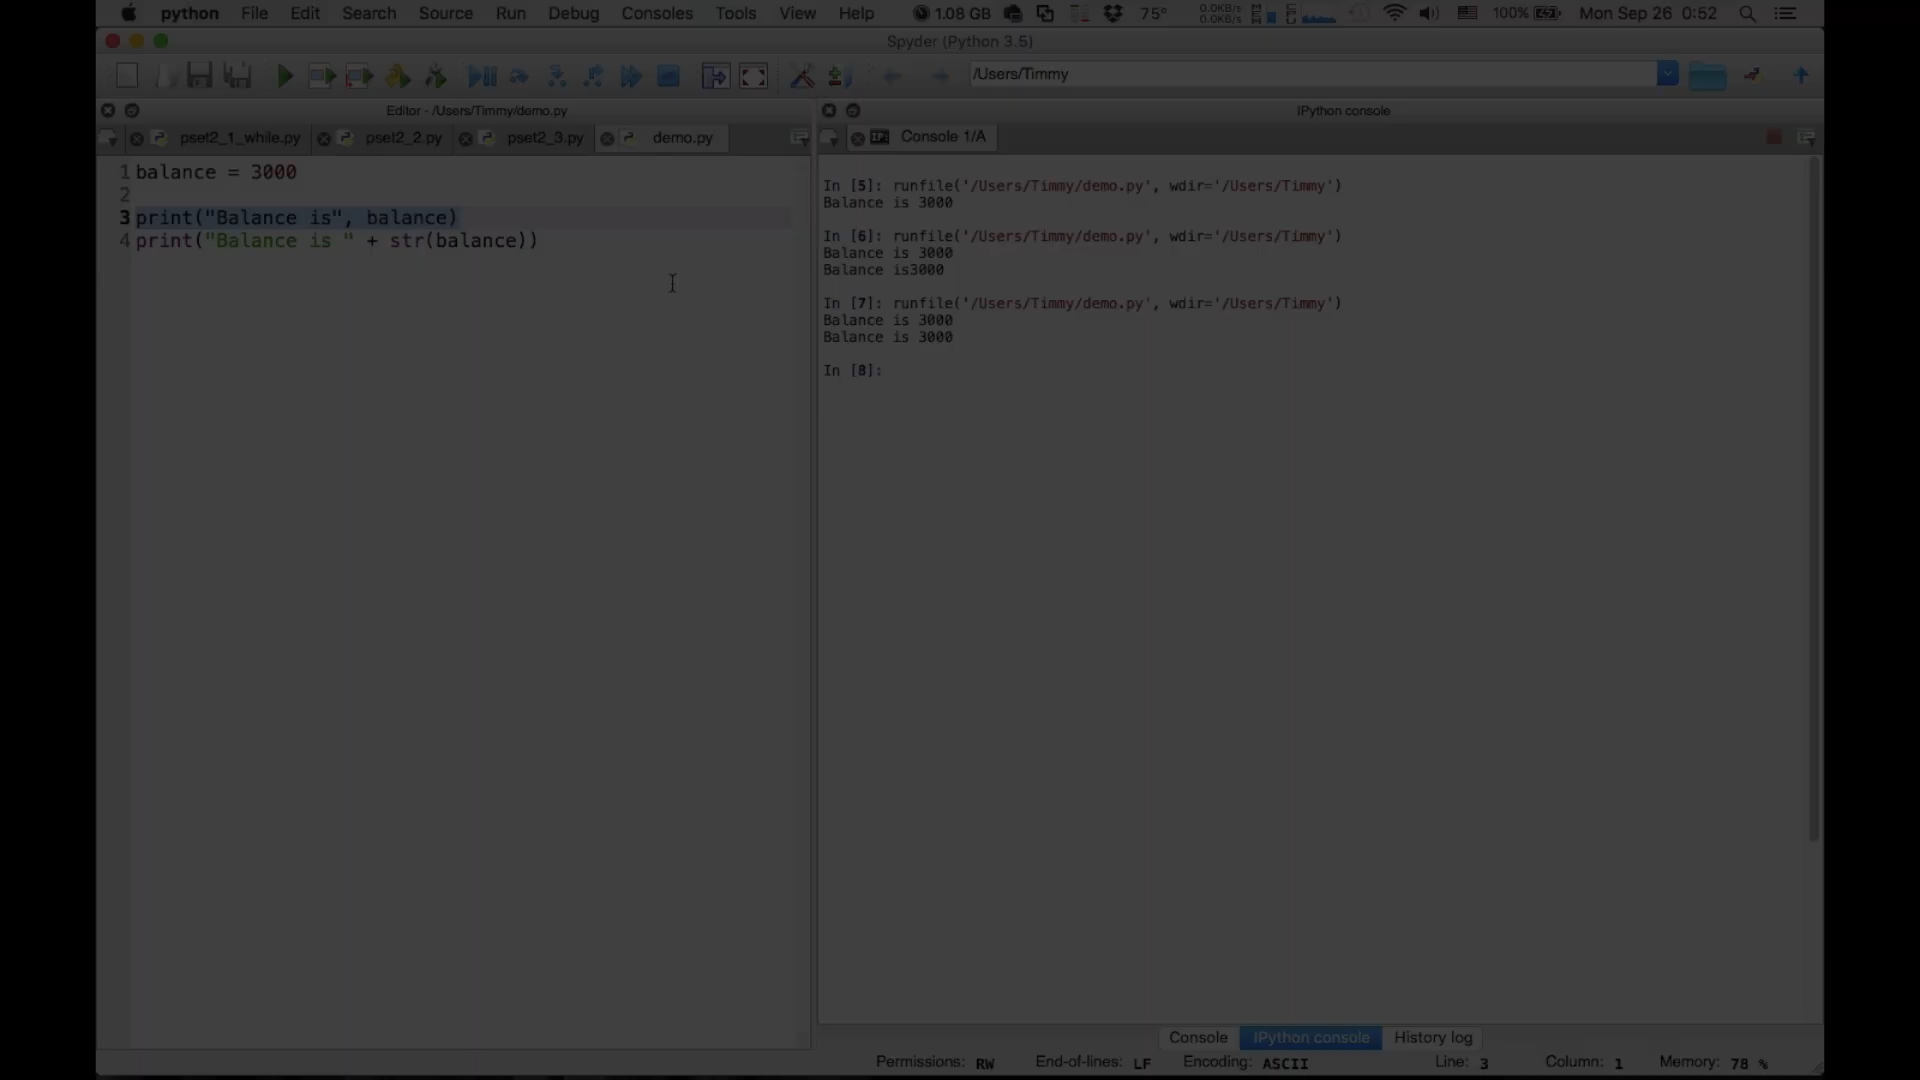 python File Edit Search Source Run Debug Consoles Tools View Help 1.08 GB 75° 0.0KB/s 0.0KB/s 100% Mon Sep 26 0:52
Spyder (Python 3.5)
/Users/Timmy
Editor - /Users/Timmy/demo.py
IPython console
pset2_1_while.py pset2_2.py pset2_3.py demo.py
Console 1/A
1 balance = 3000
2
3 print("Balance is", balance)
4 print("Balance is " + str(balance))
In [5]: runfile('/Users/Timmy/demo.py', wdir='/Users/Timmy')
Balance is 3000
In [6]: runfile('/Users/Timmy/demo.py', wdir='/Users/Timmy')
Balance is 3000
Balance is3000
In [7]: runfile('/Users/Timmy/demo.py', wdir='/Users/Timmy')
Balance is 3000
Balance is 3000
In [8]:
Console IPython console History log
Permissions: RW End-of-lines: LF Encoding: ASCII Line: 3 Column: 1 Memory: 78 %